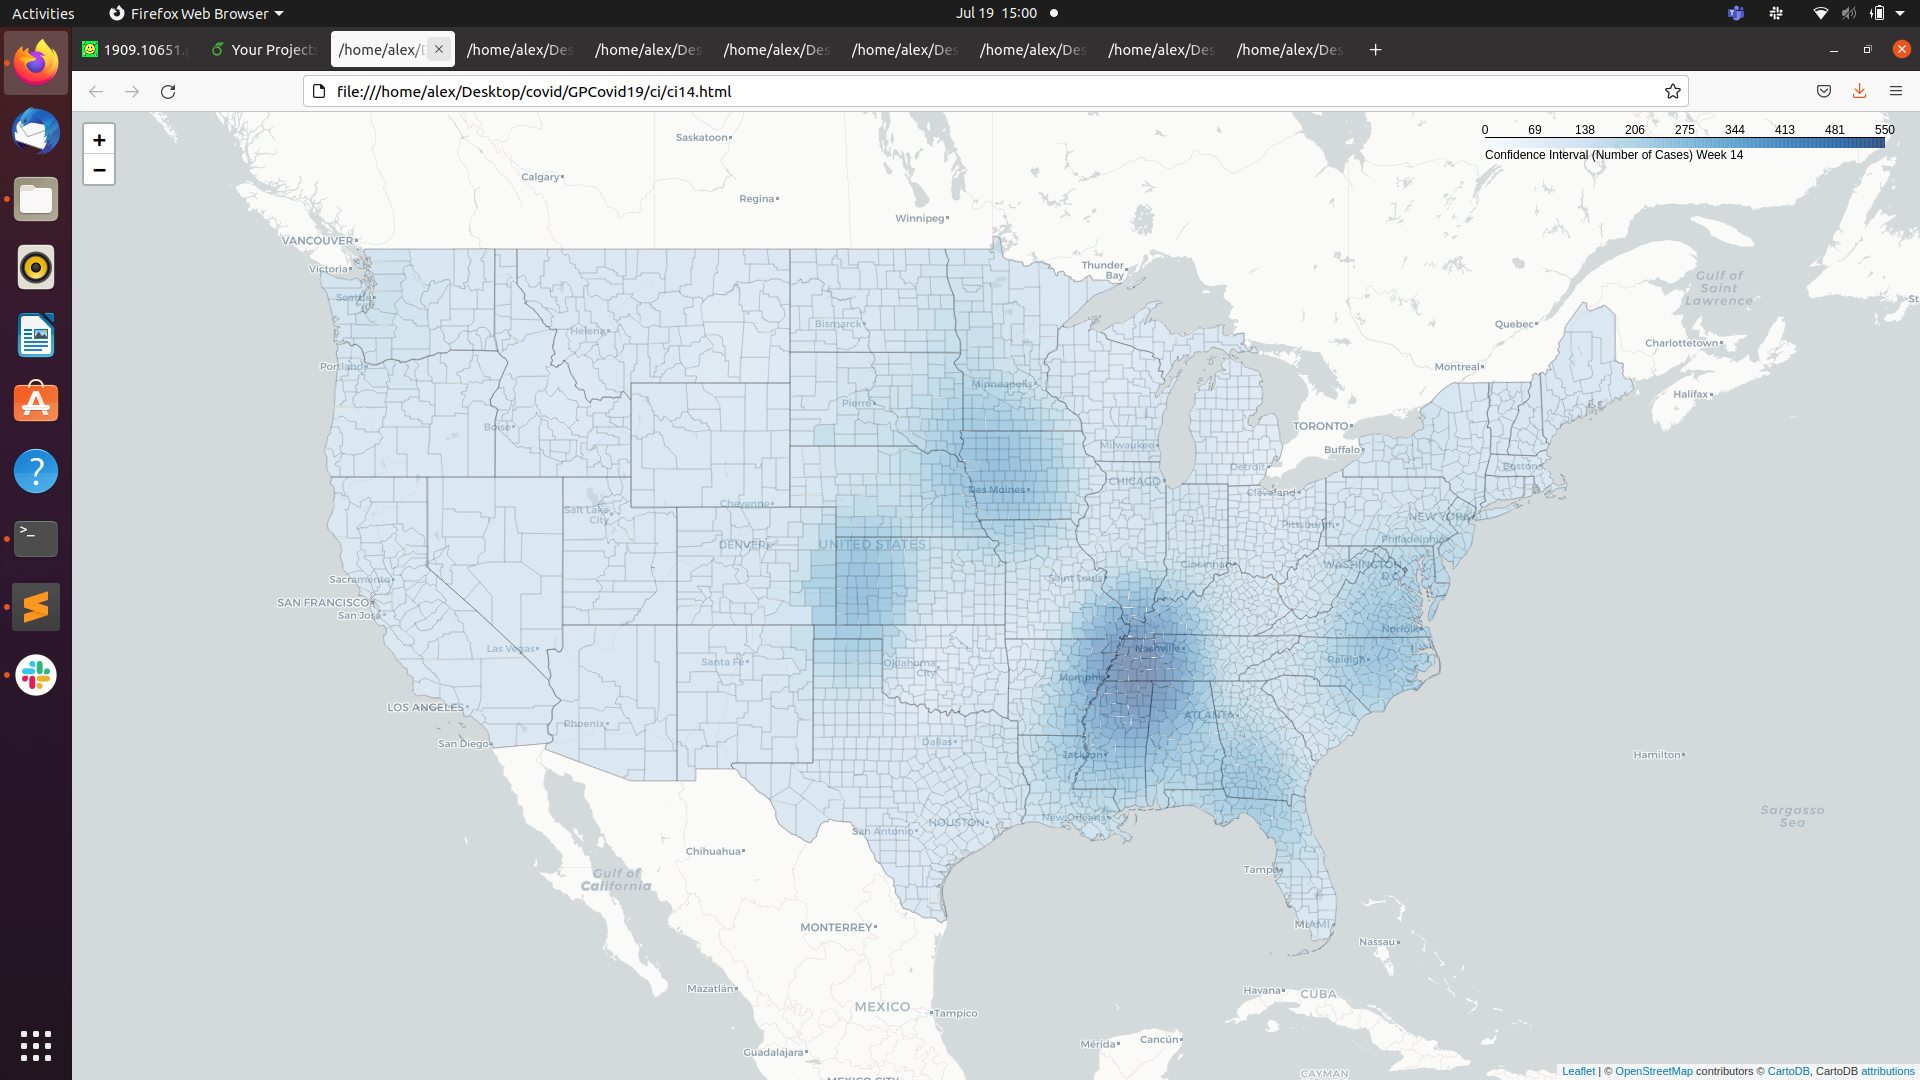 Activities
Firefox Web Browser
Jul 19 15:00
1909.10651.p
Your Projects
/home/alex/D
/home/alex/Des
/home/alex/Des
/home/alex/Des
/home/alex/Des
/home/alex/Des
/home/alex/Des
/home/alex/Des
file:///home/alex/Desktop/covid/GPCovid19/ci/ci14.html
+
−
0 69 138 206 275 344 413 481 550
Confidence Interval (Number of Cases) Week 14
Saskatoon
Calgary
Regina
Winnipeg
VANCOUVER
Victoria
Seattle
Thunder
Bay
Gulf of
Saint
Lawrence
St
Helena
Bismarck
Quebec
Charlottetown
Portland
Montreal
Minneapolis
Halifax
Pierre
Boise
TORONTO
Milwaukee
Buffalo
Detroit
Boston
CHICAGO
Des Moines
Cleveland
Cheyenne
Salt Lake
City
NEW YORK
Pittsburgh
Philadelphia
DENVER
UNITED STATES
Cincinnati
WASHINGTON
D.C.
Saint Louis
Sacramento
SAN FRANCISCO
San Jose
Norfolk
Las Vegas
Nashville
Raleigh
Santa Fe
Oklahoma
City
Memphis
LOS ANGELES
ATLANTA
Phoenix
San Diego
Dallas
Jackson
Hamilton
Sargasso
Sea
New Orleans
HOUSTON
San Antonio
Chihuahua
Tampa
Gulf of
California
MIAMI
MONTERREY
Nassau
Mazatlán
Havana
CUBA
MEXICO
Tampico
Mérida
Cancún
Guadalajara
CAYMAN
MEXICO CITY
Leaflet | © OpenStreetMap contributors © CartoDB, CartoDB attributions